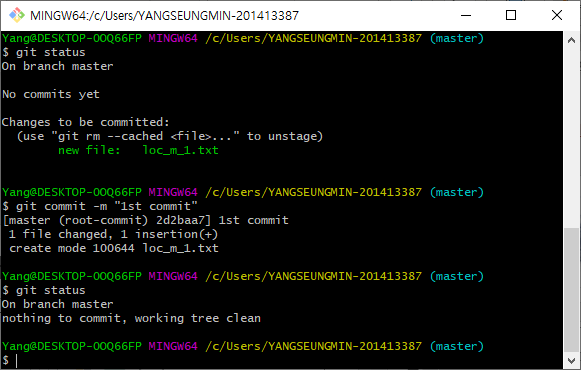 MINGW64:/c/Users/YANGSEUNGMIN-201413387
Yang@DESKTOP-OOQ66FP MINGW64 /c/Users/YANGSEUNGMIN-201413387 (master)
$ git status
On branch master
No commits yet
Changes to be committed:
  (use "git rm --cached <file>..." to unstage)
        new file:   loc_m_1.txt
Yang@DESKTOP-OOQ66FP MINGW64 /c/Users/YANGSEUNGMIN-201413387 (master)
$ git commit -m "1st commit"
[master (root-commit) 2d2baa7] 1st commit
 1 file changed, 1 insertion(+)
 create mode 100644 loc_m_1.txt
Yang@DESKTOP-OOQ66FP MINGW64 /c/Users/YANGSEUNGMIN-201413387 (master)
$ git status
On branch master
nothing to commit, working tree clean
Yang@DESKTOP-OOQ66FP MINGW64 /c/Users/YANGSEUNGMIN-201413387 (master)
$